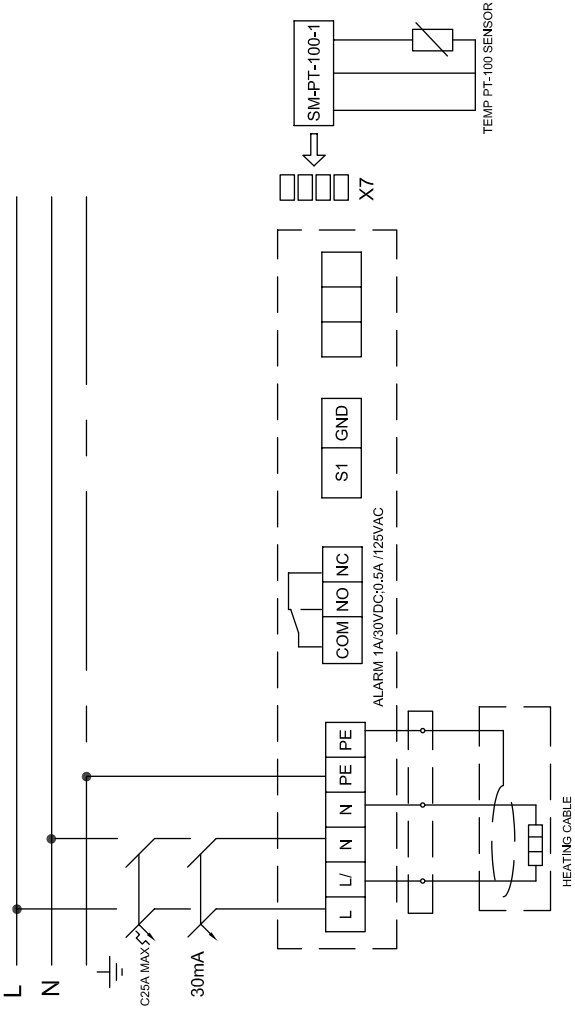 L
N
C25A MAX
30mA
L
L/
N
N
PE
PE
COM
NO
NC
ALARM 1A/30VDC;0.5A /125VAC
S1
GND
X7
SM-PT-100-1
TEMP PT-100 SENSOR
HEATING CABLE